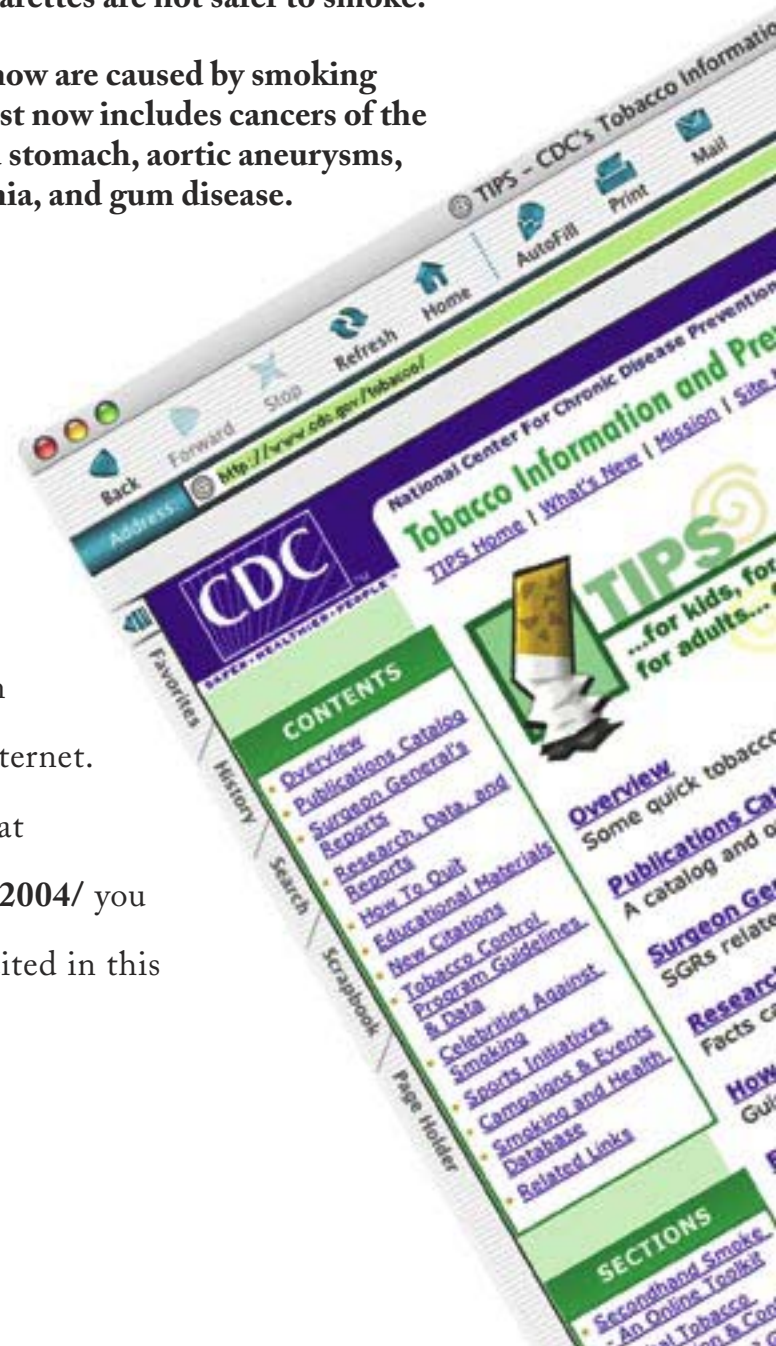 arettes are not safer to smoke.
now are caused by smoking
st now includes cancers of the
stomach, aortic aneurysms,
nia, and gum disease.
ternet.
at
2004/ you
ited in this
TIPS - CDC's Tobacco Informatio
Back
Forward
Stop
Refresh
Home
AutoFill
Print
Mail
Address:
http://www.cdc.gov/tobacco/
Favorites
History
Search
Scrapbook
Page Holder
CDC
SAFER • HEALTHIER • PEOPLE™
National Center For Chronic Disease Prevention
Tobacco Information and Pre
TIPS Home | What's New | Mission | Site
TIPS
...for kids, for
for adults...
CONTENTS
• Overview
• Publications Catalog
• Surgeon General's
Reports
• Research, Data, and
Reports
• How To Quit
• Educational Materials
• New Citations
• Tobacco Control
Program Guidelines
& Data
• Celebrities Against
Smoking
• Sports Initiatives
• Campaigns & Events
• Smoking and Health
Database
• Related Links
SECTIONS
Secondhand Smoke
- An Online Toolkit
Tobacco
Overview
Some quick tobacco
Publications Cat
A catalog and o
Surgeon Gen
SGRs relate
Research
Facts ca
How
Gui